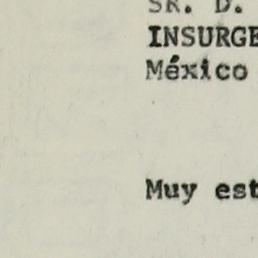 SR. D.
INSURGE
México
Muy est